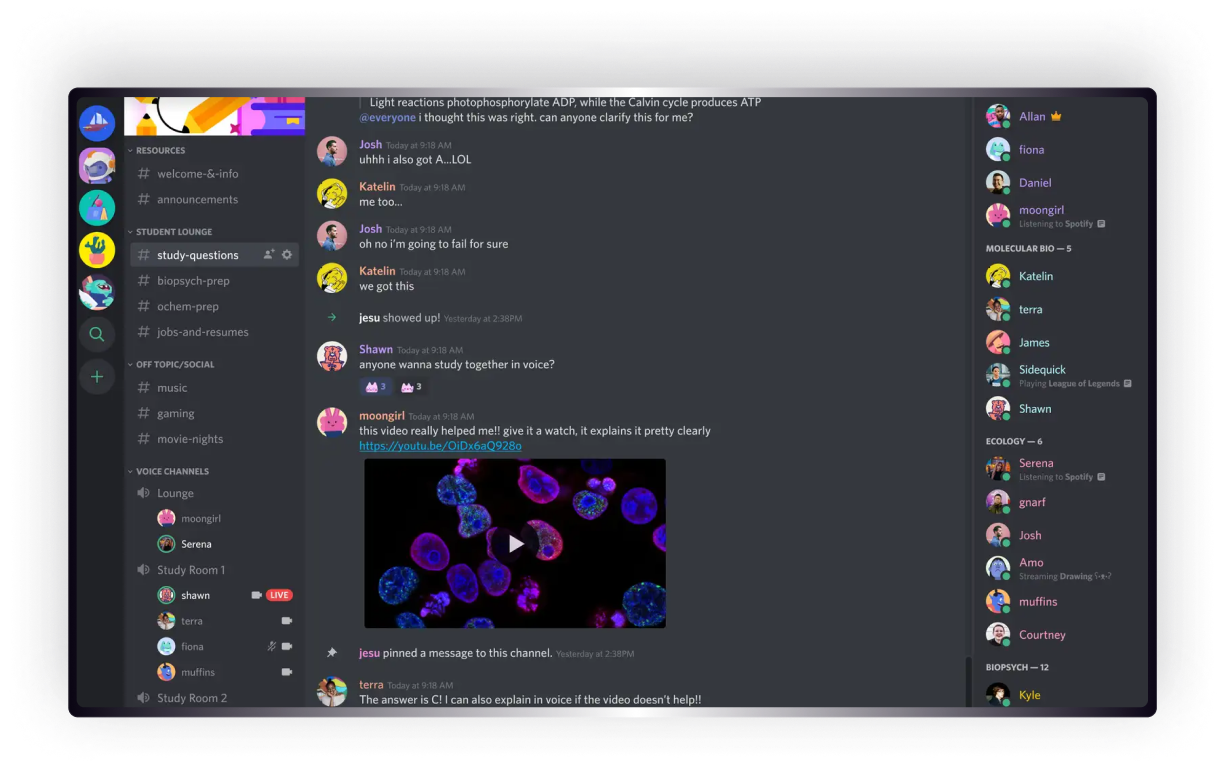 RESOURCES
# welcome-&-info
# announcements
STUDENT LOUNGE
# study-questions
# biopsych-prep
# ochem-prep
# jobs-and-resumes
OFF TOPIC/SOCIAL
# music
# gaming
# movie-nights
VOICE CHANNELS
Lounge
moongirl
Serena
Study Room 1
shawn LIVE
terra
fiona
muffins
Study Room 2
Light reactions photophosphorylate ADP, while the Calvin cycle produces ATP
@everyone i thought this was right. can anyone clarify this for me?
Josh Today at 9:18 AM
uhhh i also got A...LOL
Katelin Today at 9:18 AM
me too...
Josh Today at 9:18 AM
oh no i'm going to fail for sure
Katelin Today at 9:18 AM
we got this
jesu showed up! Yesterday at 2:38PM
Shawn Today at 9:18 AM
anyone wanna study together in voice?
3 3
moongirl Today at 9:18 AM
this video really helped me!! give it a watch, it explains it pretty clearly
https://youtu.be/OiDx6aQ928o
jesu pinned a message to this channel. Yesterday at 2:38PM
terra Today at 9:18 AM
The answer is C! I can also explain in voice if the video doesn't help!!
Allan
fiona
Daniel
moongirl
Listening to Spotify
MOLECULAR BIO — 5
Katelin
terra
James
Sidequick
Playing League of Legends
Shawn
ECOLOGY — 6
Serena
Listening to Spotify
gnarf
Josh
Amo
Streaming Drawing
muffins
Courtney
BIOPSYCH — 12
Kyle